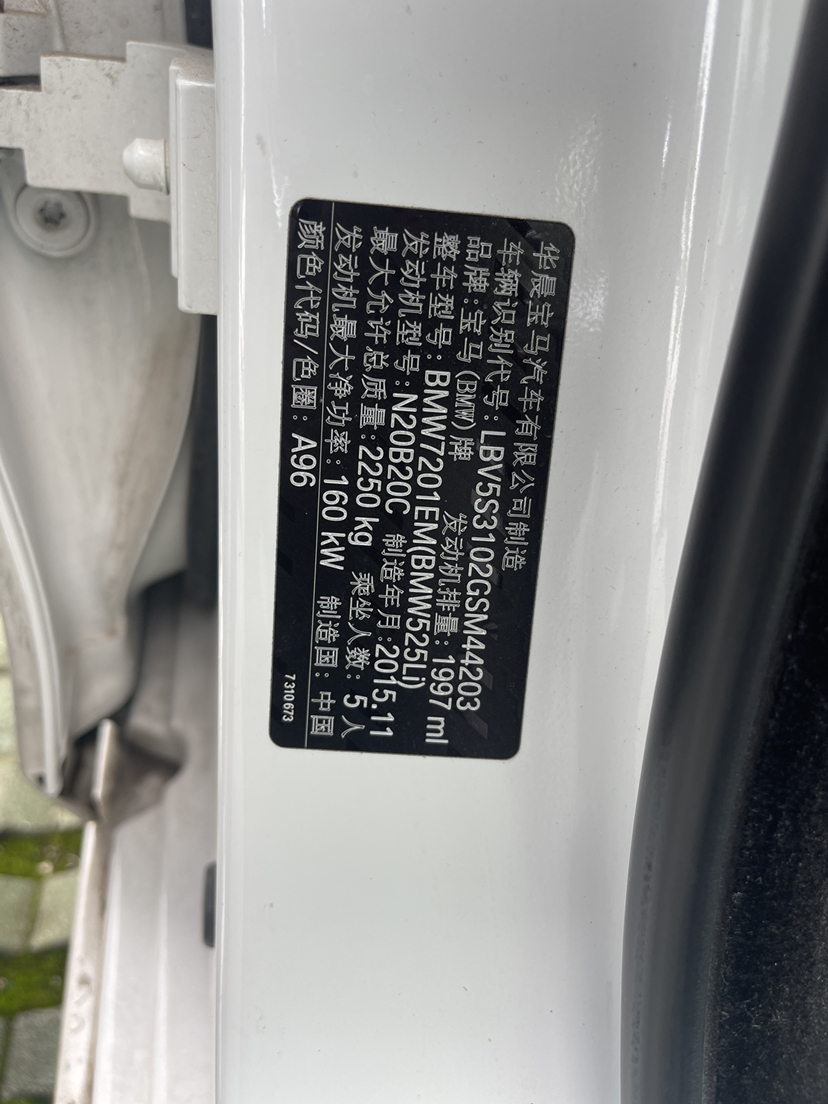 华晨宝马汽车有限公司制造
车辆识别代号：LBV5S3102GSM44203
品牌：宝马(BMW)牌 发动机排量：1997 ml
整车型号：BMW7201EM(BMW525Li)
发动机型号：N20B20C 制造年月：2015.11
最大允许总质量：2250 kg 乘坐人数：5 人
发动机最大净功率：160 kW 制造国：中国
颜色代码/色圈：A96
7 310 673